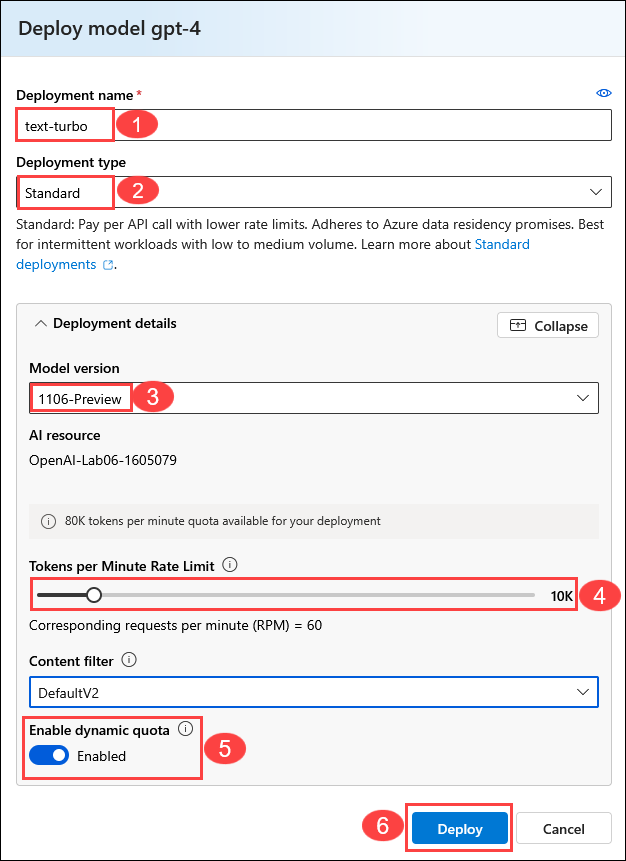 Deploy model gpt-4
Deployment name *
text-turbo
1
Deployment type
Standard
2
Standard: Pay per API call with lower rate limits. Adheres to Azure data residency promises. Best
for intermittent workloads with low to medium volume. Learn more about Standard
deployments.
Deployment details
Collapse
Model version
1106-Preview
3
AI resource
OpenAI-Lab06-1605079
80K tokens per minute quota available for your deployment
Tokens per Minute Rate Limit
10K
4
Corresponding requests per minute (RPM) = 60
Content filter
DefaultV2
Enable dynamic quota
5
Enabled
6
Deploy
Cancel